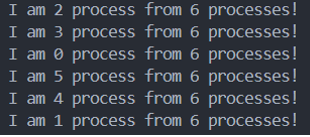 I am 2 process from 6 processes!
I am 3 process from 6 processes!
I am 0 process from 6 processes!
I am 5 process from 6 processes!
I am 4 process from 6 processes!
I am 1 process from 6 processes!